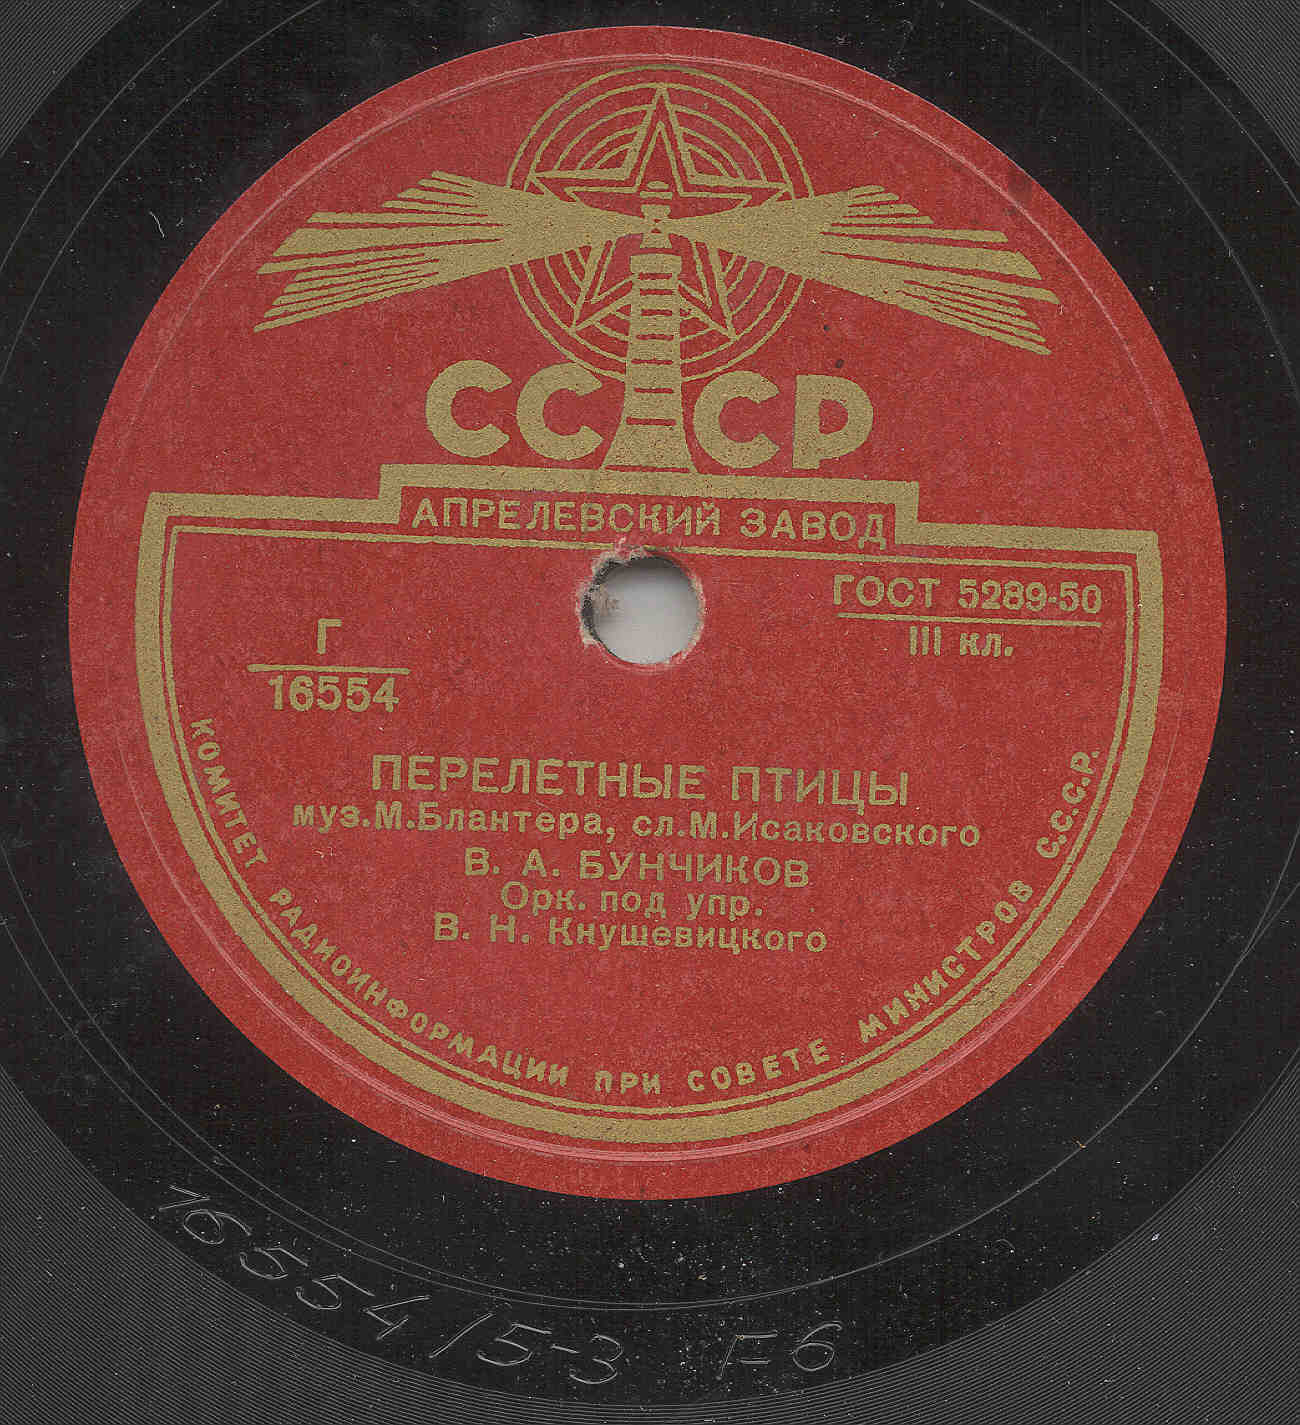 СССР
АПРЕЛЕВСКИЙ ЗАВОД
ГОСТ 5289-50
III кл.
Г
16554
ПЕРЕЛЕТНЫЕ ПТИЦЫ
муз.М.Блантера, сл.М.Исаковского
В. А. БУНЧИКОВ
Орк. под упр.
В. Н. Кнушевицкого
КОМИТЕТ РАДИОИНФОРМАЦИИ ПРИ СОВЕТЕ МИНИСТРОВ С.С.С.Р.
16554/5-3 F6